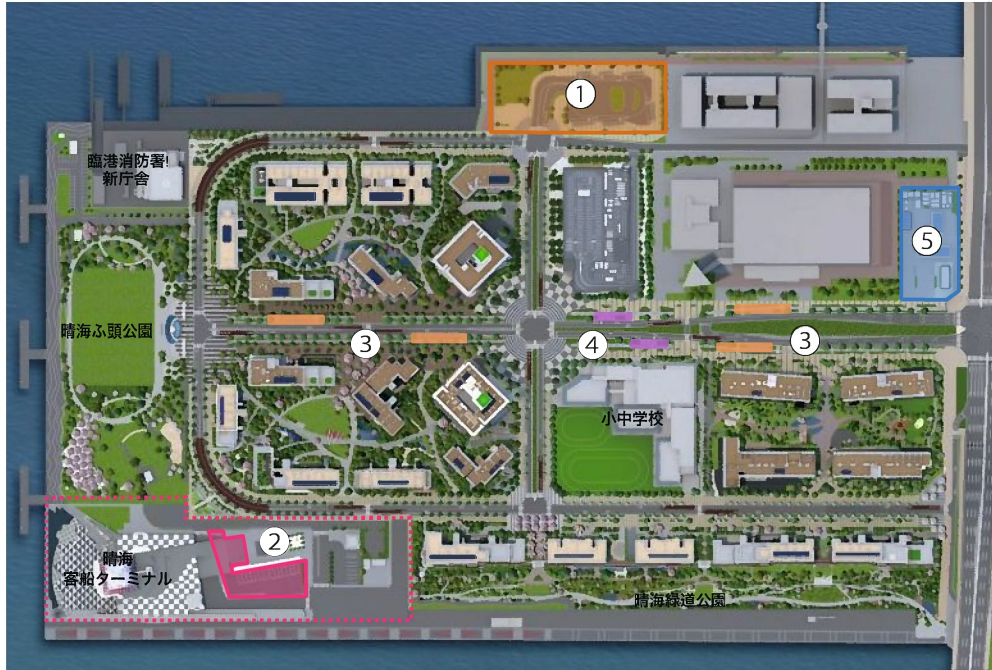 ①
臨港消防署
新庁舎
⑤
晴海ふ頭公園
③
④
③
小中学校
②
晴海
客船ターミナル
晴海緑道公園